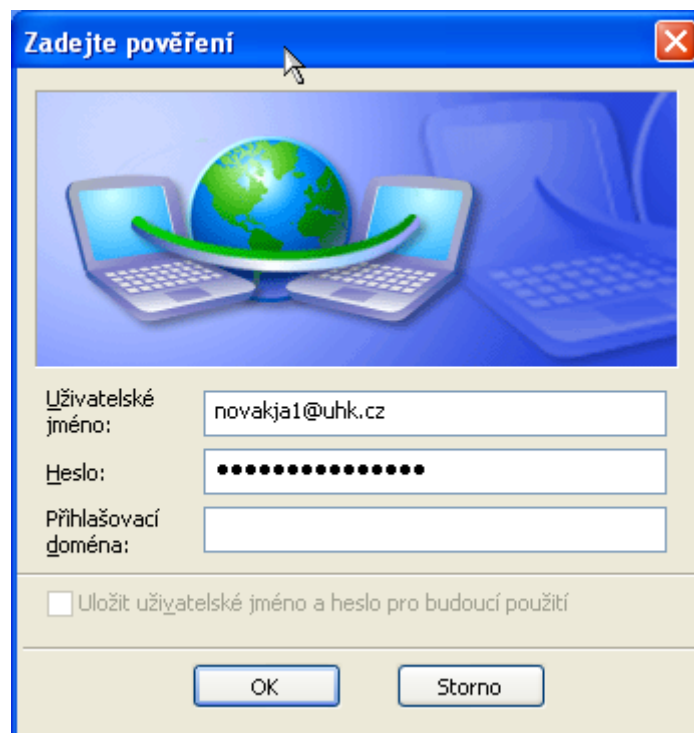 Zadejte pověření
Uživatelské
jméno:
novakja1@uhk.cz
Heslo:
●●●●●●●●●●●●●●●
Přihlašovací
doména:
Uložit uživatelské jméno a heslo pro budoucí použití
OK
Storno